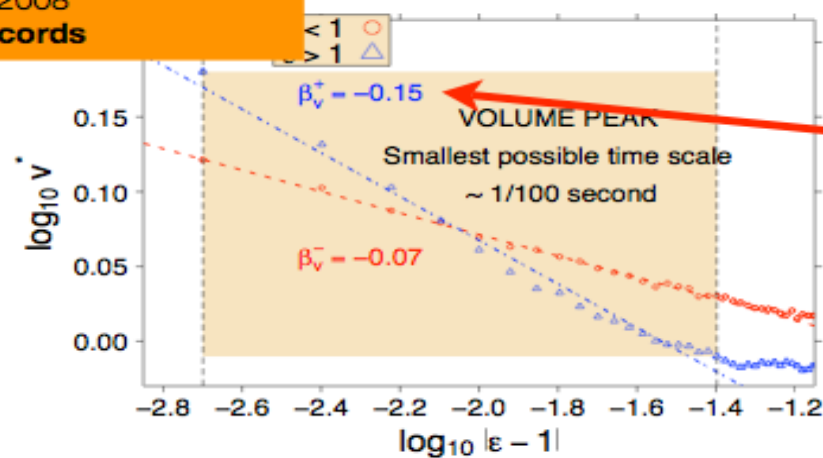 2008
cords
< 1
> 1
β_v^+ = −0.15
VOLUME PEAK
Smallest possible time scale
~ 1/100 second
β_v^- = −0.07
log₁₀ v*
0.15
0.10
0.05
0.00
−2.8 −2.6 −2.4 −2.2 −2.0 −1.8 −1.6 −1.4 −1.2
log₁₀ |ε − 1|